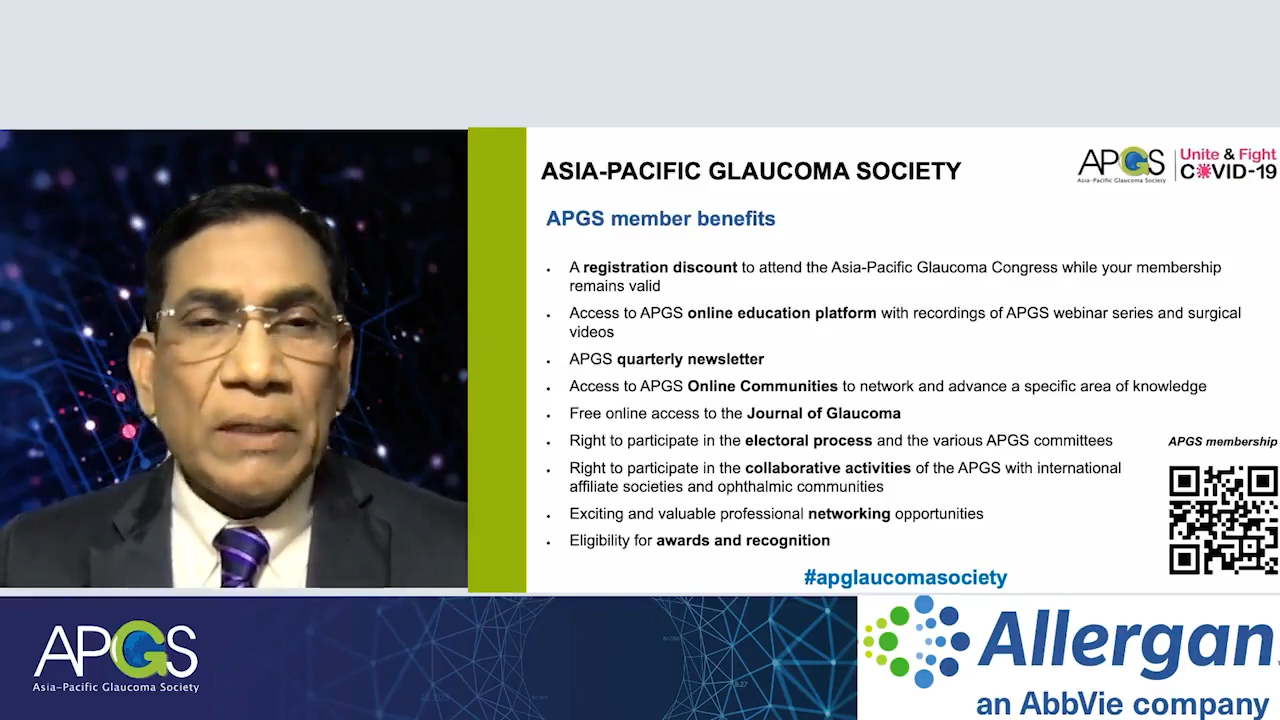 ASIA-PACIFIC GLAUCOMA SOCIETY
APGS
Asia-Pacific Glaucoma Society
Unite & Fight
COVID-19
APGS member benefits
A registration discount to attend the Asia-Pacific Glaucoma Congress while your membership
remains valid
Access to APGS online education platform with recordings of APGS webinar series and surgical
videos
APGS quarterly newsletter
Access to APGS Online Communities to network and advance a specific area of knowledge
Free online access to the Journal of Glaucoma
Right to participate in the electoral process and the various APGS committees
APGS membership
Right to participate in the collaborative activities of the APGS with international
affiliate societies and ophthalmic communities
Exciting and valuable professional networking opportunities
Eligibility for awards and recognition
#apglaucomasociety
APGS
Asia-Pacific Glaucoma Society
Allergan
an AbbVie company